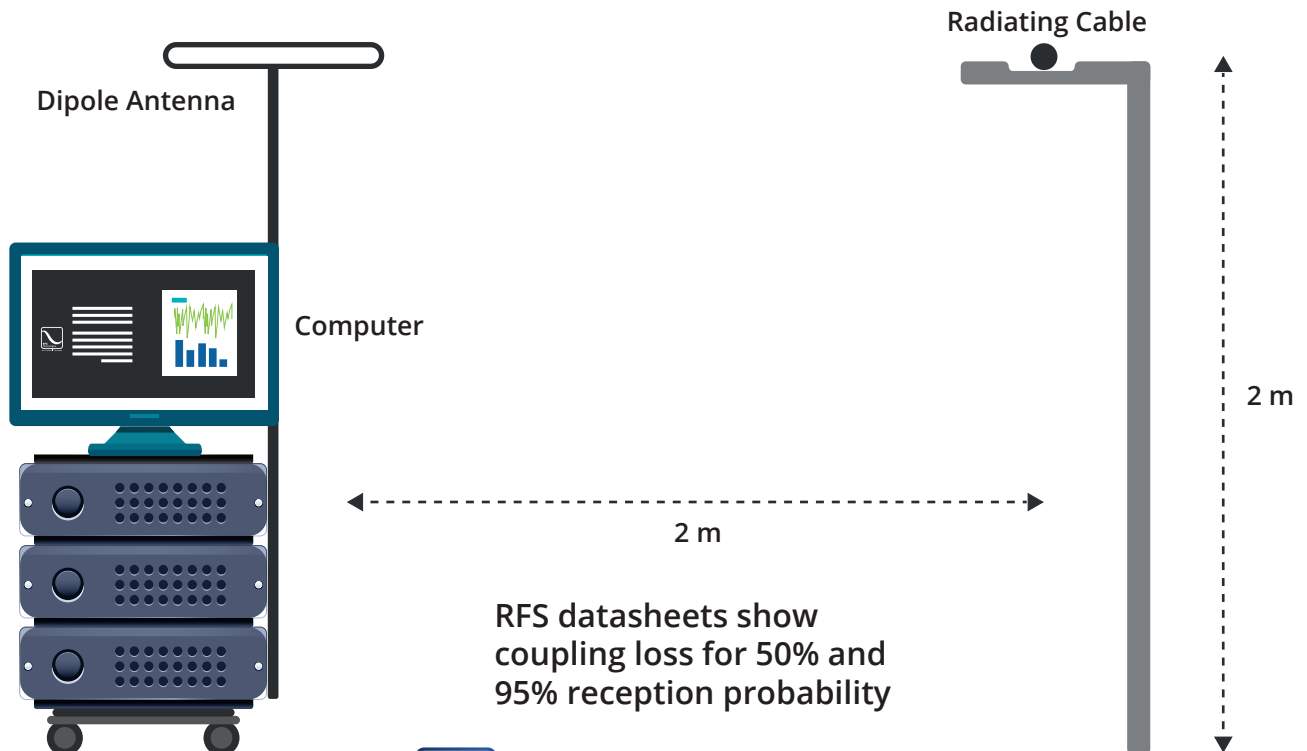 Radiating Cable
Dipole Antenna
Computer
2 m
2 m
RFS datasheets show
coupling loss for 50% and
95% reception probability